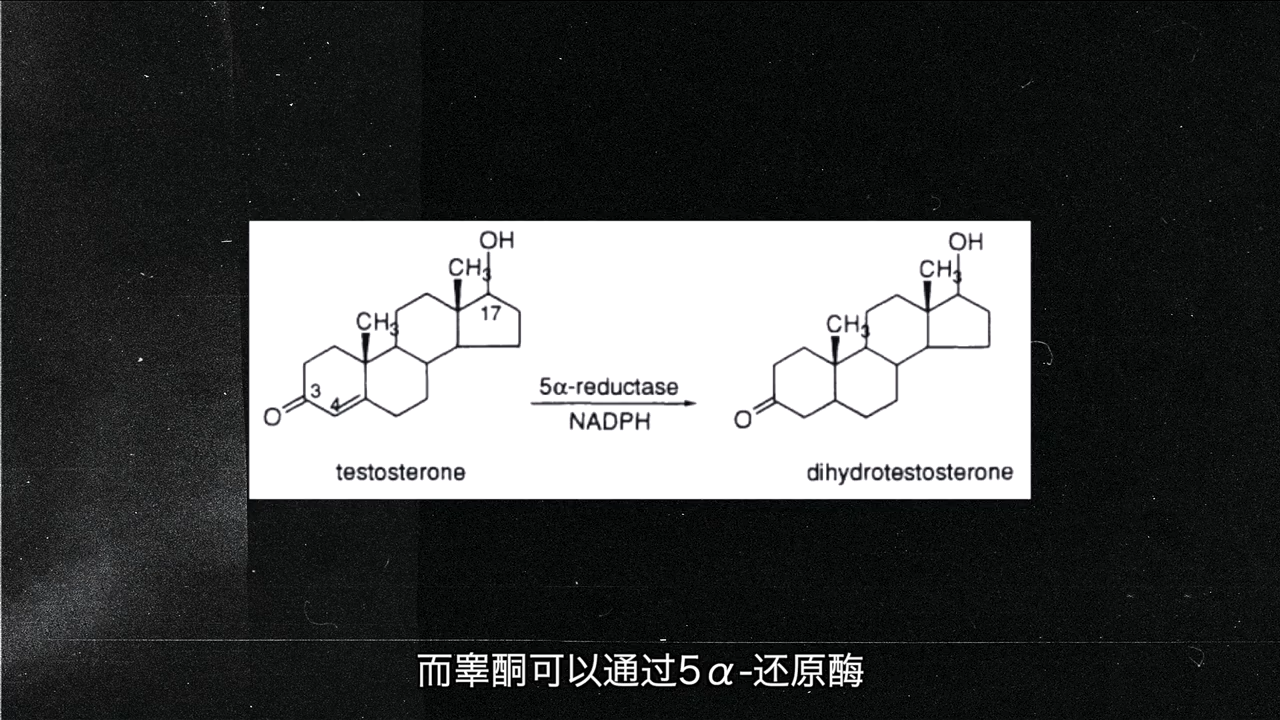 OH
CH3
17
CH3
3
4
O
testosterone
5α-reductase
NADPH
OH
CH3
CH3
O
dihydrotestosterone
而睾酮可以通过5α-还原酶